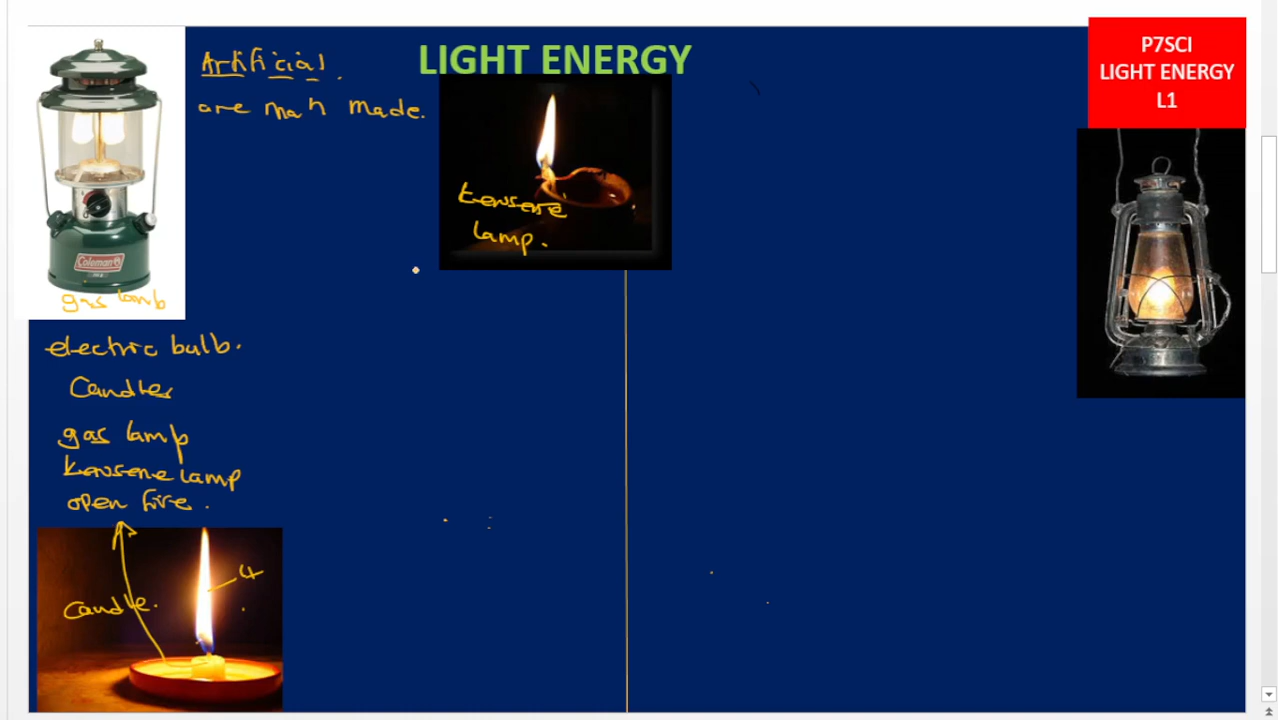 LIGHT ENERGY
P7SCI
LIGHT ENERGY
L1
Artificial.
are man made.
kerosene
lamp.
Coleman
gas lamp
electric bulb.
Candles
gas lamp
kerosene lamp
open fire.
Candle.